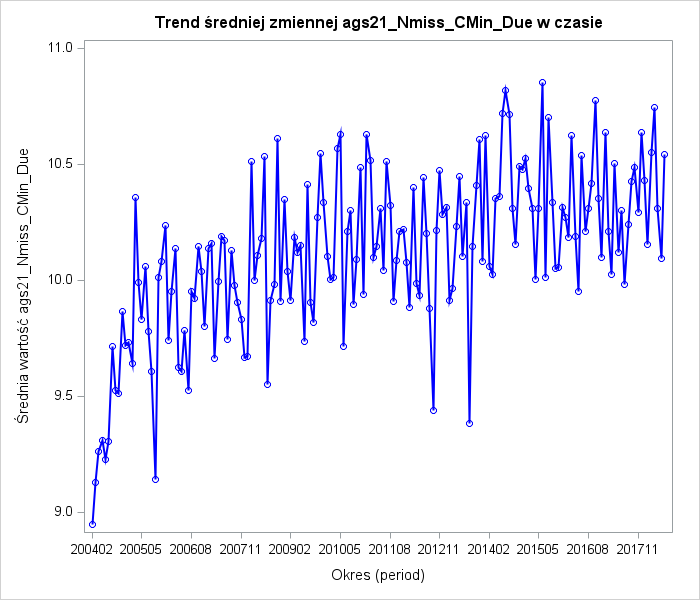 Trend średniej zmiennej ags21_Nmiss_CMin_Due w czasie
Średnia wartość ags21_Nmiss_CMin_Due
11.0
10.5
10.0
9.5
9.0
200402 200505 200608 200711 200902 201005 201108 201211 201402 201505 201608 201711
Okres (period)